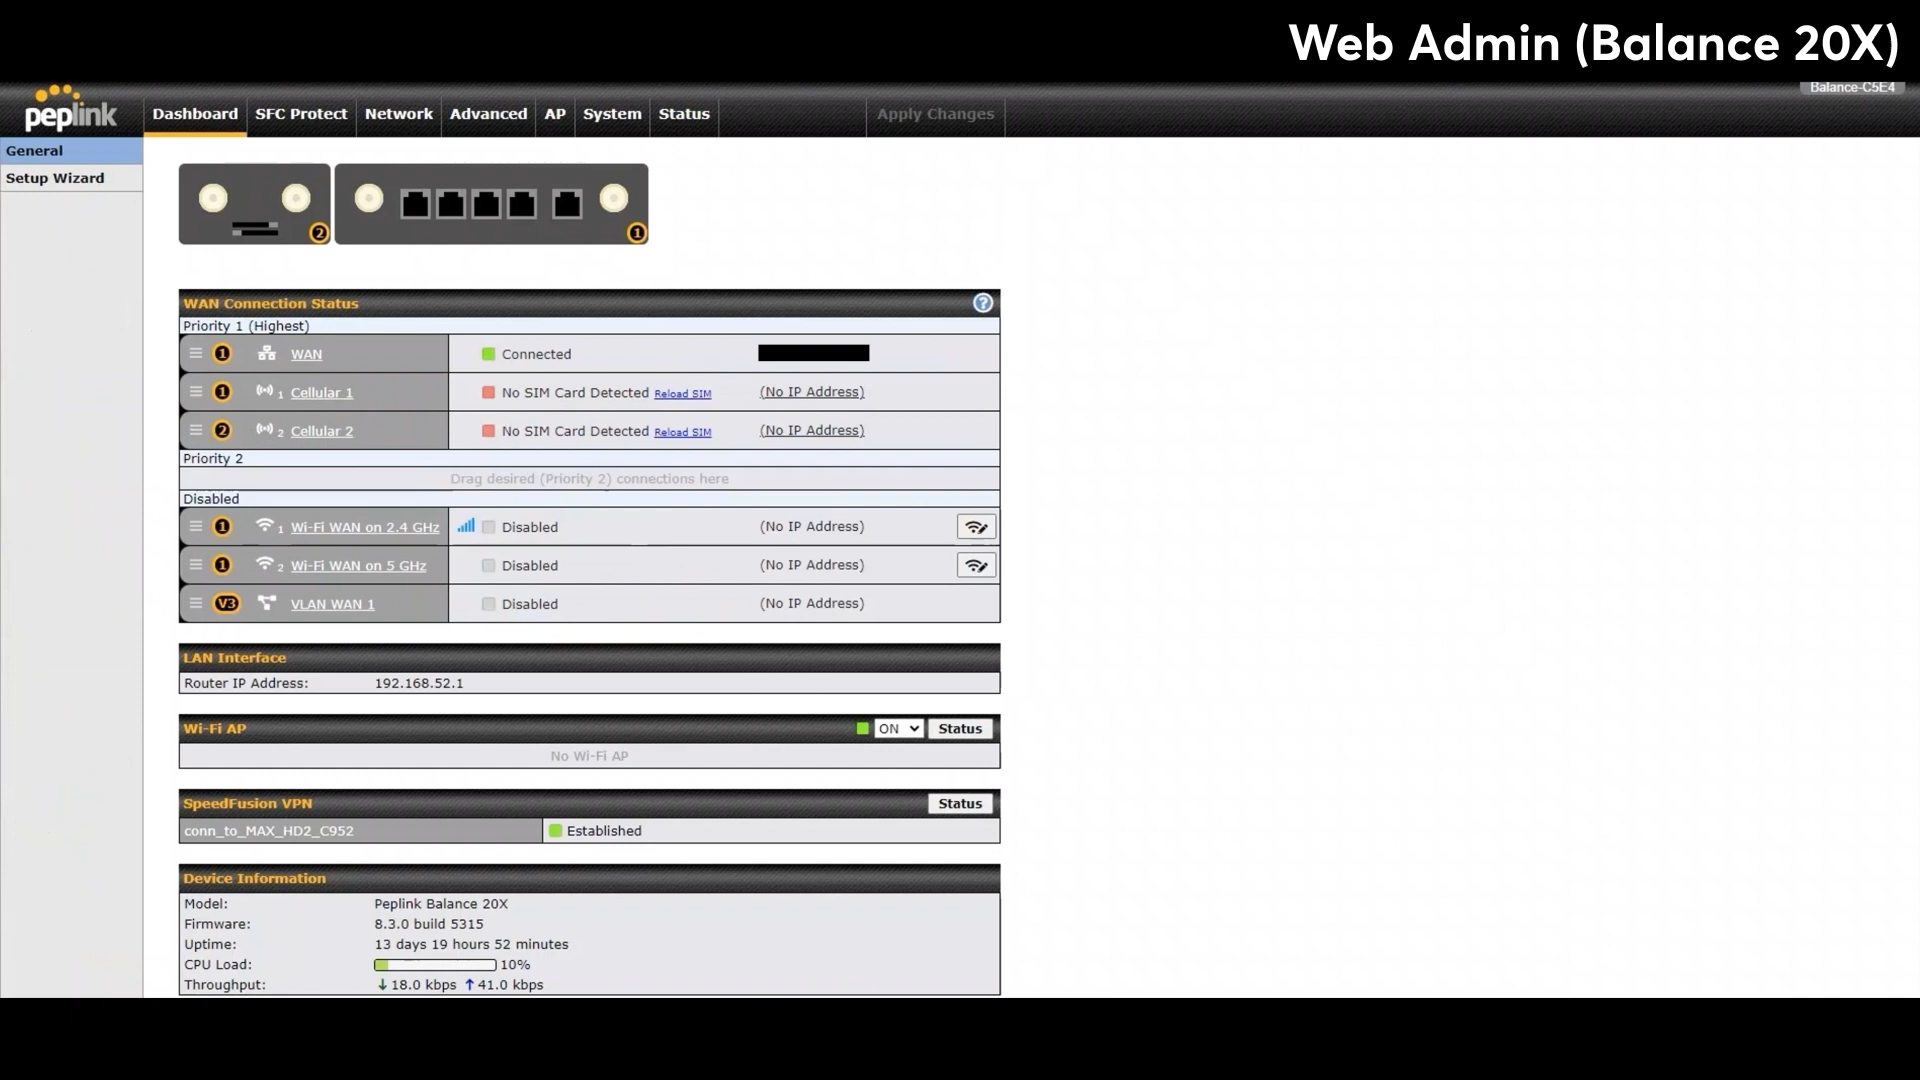 Web Admin (Balance 20X)
Balance-C5E4
peplink
Dashboard SFC Protect Network Advanced AP System Status Apply Changes
General
Setup Wizard
2
1
WAN Connection Status ?
Priority 1 (Highest)
1 WAN Connected
1 1 Cellular 1 No SIM Card Detected Reload SIM (No IP Address)
2 2 Cellular 2 No SIM Card Detected Reload SIM (No IP Address)
Priority 2
Drag desired (Priority 2) connections here
Disabled
1 1 Wi-Fi WAN on 2.4 GHz Disabled (No IP Address)
1 2 Wi-Fi WAN on 5 GHz Disabled (No IP Address)
V3 VLAN WAN 1 Disabled (No IP Address)
LAN Interface
Router IP Address: 192.168.52.1
Wi-Fi AP ON Status
No Wi-Fi AP
SpeedFusion VPN Status
conn_to_MAX_HD2_C952 Established
Device Information
Model: Peplink Balance 20X
Firmware: 8.3.0 build 5315
Uptime: 13 days 19 hours 52 minutes
CPU Load: 10%
Throughput: 18.0 kbps 41.0 kbps